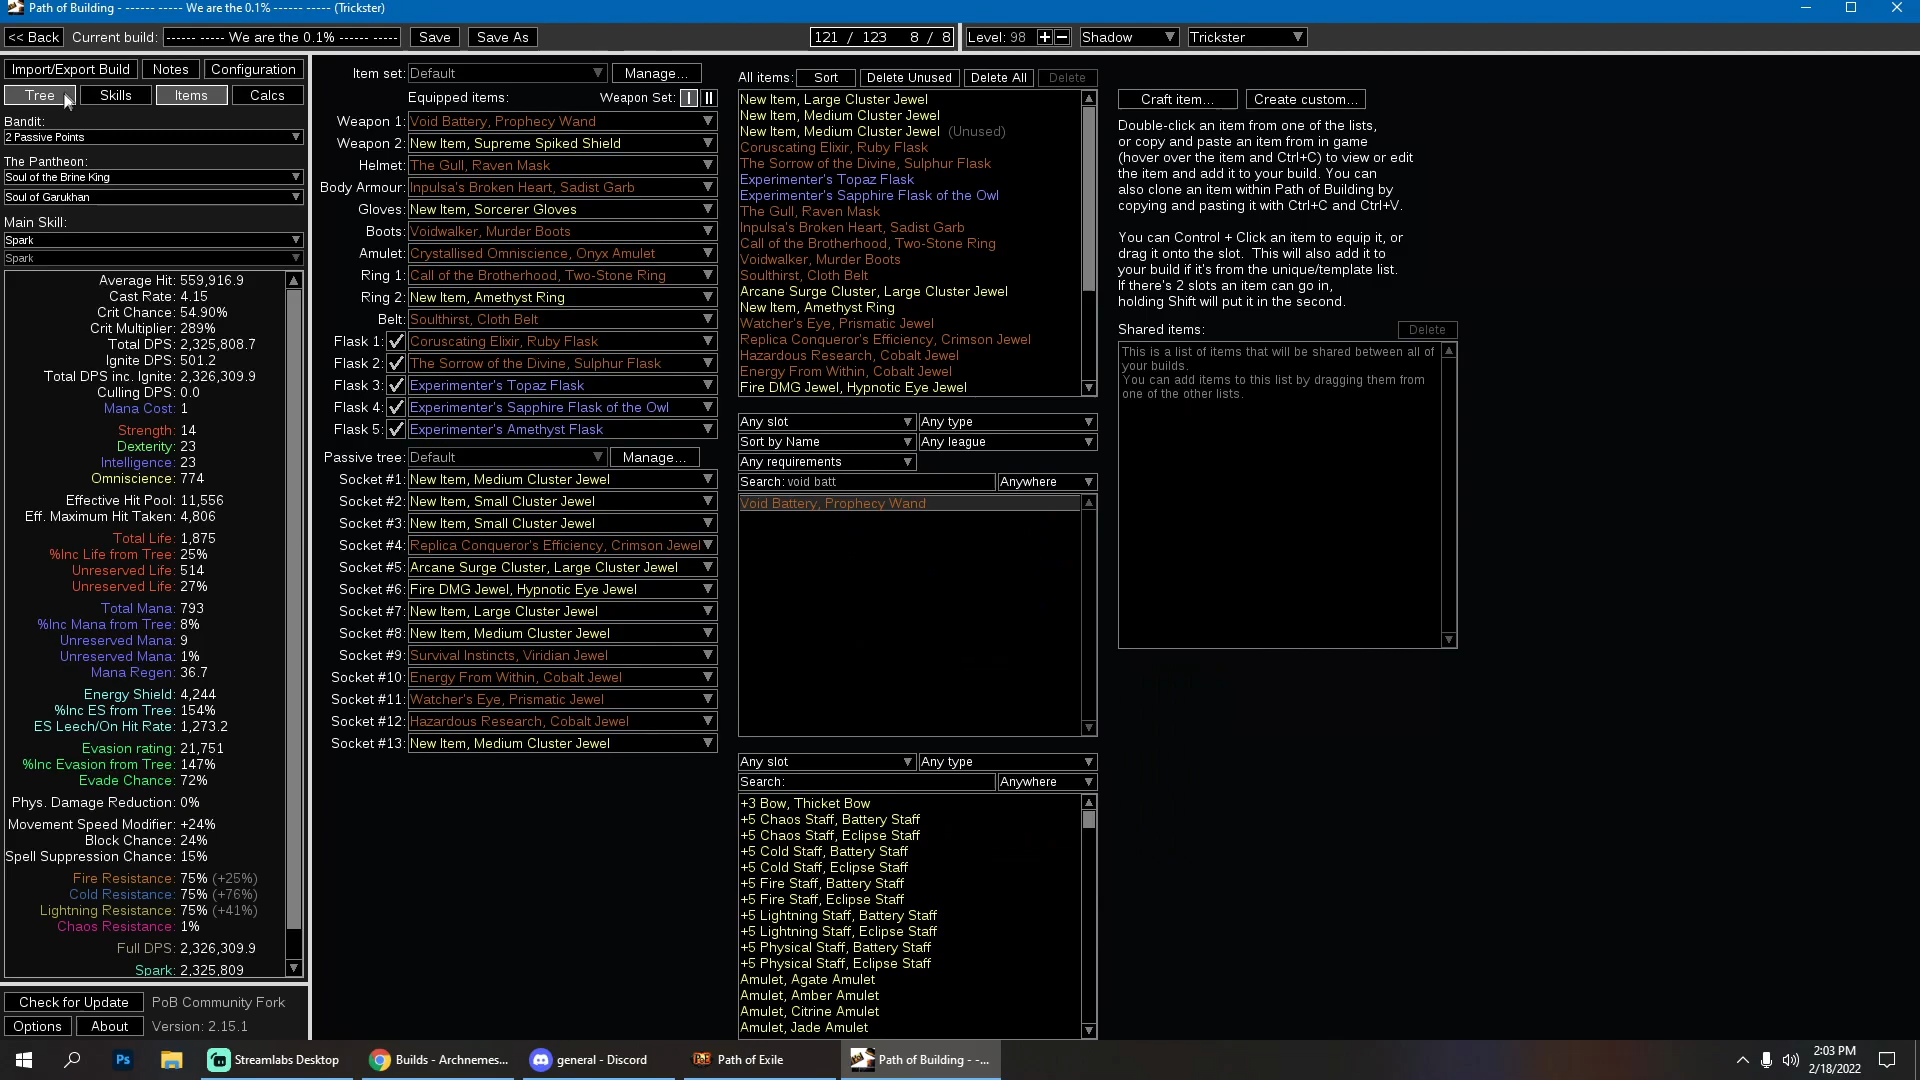 Path of Building - ------ ----- We are the 0.1% ------ ----- (Trickster)
<< Back Current build: ------ ----- We are the 0.1% ------ ----- Save Save As 121 / 123 8 / 8 Level: 98 Shadow Trickster
Import/Export Build Notes Configuration
Tree Skills Items Calcs
Bandit:
2 Passive Points
The Pantheon:
Soul of the Brine King
Soul of Garukhan
Main Skill:
Spark
Spark
Average Hit: 559,916.9
Cast Rate: 4.15
Crit Chance: 54.90%
Crit Multiplier: 289%
Total DPS: 2,325,808.7
Ignite DPS: 501.2
Total DPS inc. Ignite: 2,326,309.9
Culling DPS: 0.0
Mana Cost: 1
Strength: 14
Dexterity: 23
Intelligence: 23
Omniscience: 774
Effective Hit Pool: 11,556
Eff. Maximum Hit Taken: 4,806
Total Life: 1,875
%Inc Life from Tree: 25%
Unreserved Life: 514
Unreserved Life: 27%
Total Mana: 793
%Inc Mana from Tree: 8%
Unreserved Mana: 9
Unreserved Mana: 1%
Mana Regen: 36.7
Energy Shield: 4,244
%Inc ES from Tree: 154%
ES Leech/On Hit Rate: 1,273.2
Evasion rating: 21,751
%Inc Evasion from Tree: 147%
Evade Chance: 72%
Phys. Damage Reduction: 0%
Movement Speed Modifier: +24%
Block Chance: 24%
Spell Suppression Chance: 15%
Fire Resistance: 75% (+25%)
Cold Resistance: 75% (+76%)
Lightning Resistance: 75% (+41%)
Chaos Resistance: 1%
Full DPS: 2,326,309.9
Spark: 2,325,809
Check for Update PoB Community Fork
Options About Version: 2.15.1
Item set: Default Manage...
Equipped items: Weapon Set: I II
Weapon 1: Void Battery, Prophecy Wand
Weapon 2: New Item, Supreme Spiked Shield
Helmet: The Gull, Raven Mask
Body Armour: Inpulsa's Broken Heart, Sadist Garb
Gloves: New Item, Sorcerer Gloves
Boots: Voidwalker, Murder Boots
Amulet: Crystallised Omniscience, Onyx Amulet
Ring 1: Call of the Brotherhood, Two-Stone Ring
Ring 2: New Item, Amethyst Ring
Belt: Soulthirst, Cloth Belt
Flask 1: Coruscating Elixir, Ruby Flask
Flask 2: The Sorrow of the Divine, Sulphur Flask
Flask 3: Experimenter's Topaz Flask
Flask 4: Experimenter's Sapphire Flask of the Owl
Flask 5: Experimenter's Amethyst Flask
Passive tree: Default Manage...
Socket #1: New Item, Medium Cluster Jewel
Socket #2: New Item, Small Cluster Jewel
Socket #3: New Item, Small Cluster Jewel
Socket #4: Replica Conqueror's Efficiency, Crimson Jewel
Socket #5: Arcane Surge Cluster, Large Cluster Jewel
Socket #6: Fire DMG Jewel, Hypnotic Eye Jewel
Socket #7: New Item, Large Cluster Jewel
Socket #8: New Item, Medium Cluster Jewel
Socket #9: Survival Instincts, Viridian Jewel
Socket #10: Energy From Within, Cobalt Jewel
Socket #11: Watcher's Eye, Prismatic Jewel
Socket #12: Hazardous Research, Cobalt Jewel
Socket #13: New Item, Medium Cluster Jewel
All items: Sort Delete Unused Delete All Delete
New Item, Large Cluster Jewel
New Item, Medium Cluster Jewel
New Item, Medium Cluster Jewel (Unused)
Coruscating Elixir, Ruby Flask
The Sorrow of the Divine, Sulphur Flask
Experimenter's Topaz Flask
Experimenter's Sapphire Flask of the Owl
The Gull, Raven Mask
Inpulsa's Broken Heart, Sadist Garb
Call of the Brotherhood, Two-Stone Ring
Voidwalker, Murder Boots
Soulthirst, Cloth Belt
Arcane Surge Cluster, Large Cluster Jewel
New Item, Amethyst Ring
Watcher's Eye, Prismatic Jewel
Replica Conqueror's Efficiency, Crimson Jewel
Hazardous Research, Cobalt Jewel
Energy From Within, Cobalt Jewel
Fire DMG Jewel, Hypnotic Eye Jewel
Any slot Any type
Sort by Name Any league
Any requirements
Search: void batt Anywhere
Void Battery, Prophecy Wand
Any slot Any type
Search: Anywhere
+3 Bow, Thicket Bow
+5 Chaos Staff, Battery Staff
+5 Chaos Staff, Eclipse Staff
+5 Cold Staff, Battery Staff
+5 Cold Staff, Eclipse Staff
+5 Fire Staff, Battery Staff
+5 Fire Staff, Eclipse Staff
+5 Lightning Staff, Battery Staff
+5 Lightning Staff, Eclipse Staff
+5 Physical Staff, Battery Staff
+5 Physical Staff, Eclipse Staff
Amulet, Agate Amulet
Amulet, Amber Amulet
Amulet, Citrine Amulet
Amulet, Jade Amulet
Craft item... Create custom...
Double-click an item from one of the lists,
or copy and paste an item from in game
(hover over the item and Ctrl+C) to view or edit
the item and add it to your build. You can
also clone an item within Path of Building by
copying and pasting it with Ctrl+C and Ctrl+V.
You can Control + Click an item to equip it, or
drag it onto the slot. This will also add it to
your build if it's from the unique/template list.
If there's 2 slots an item can go in,
holding Shift will put it in the second.
Shared items: Delete
This is a list of items that will be shared between all of
your builds.
You can add items to this list by dragging them from
one of the other lists.
Ps Streamlabs Desktop Builds - Archnemes... general - Discord Path of Exile Path of Building - -...
2:03 PM
2/18/2022